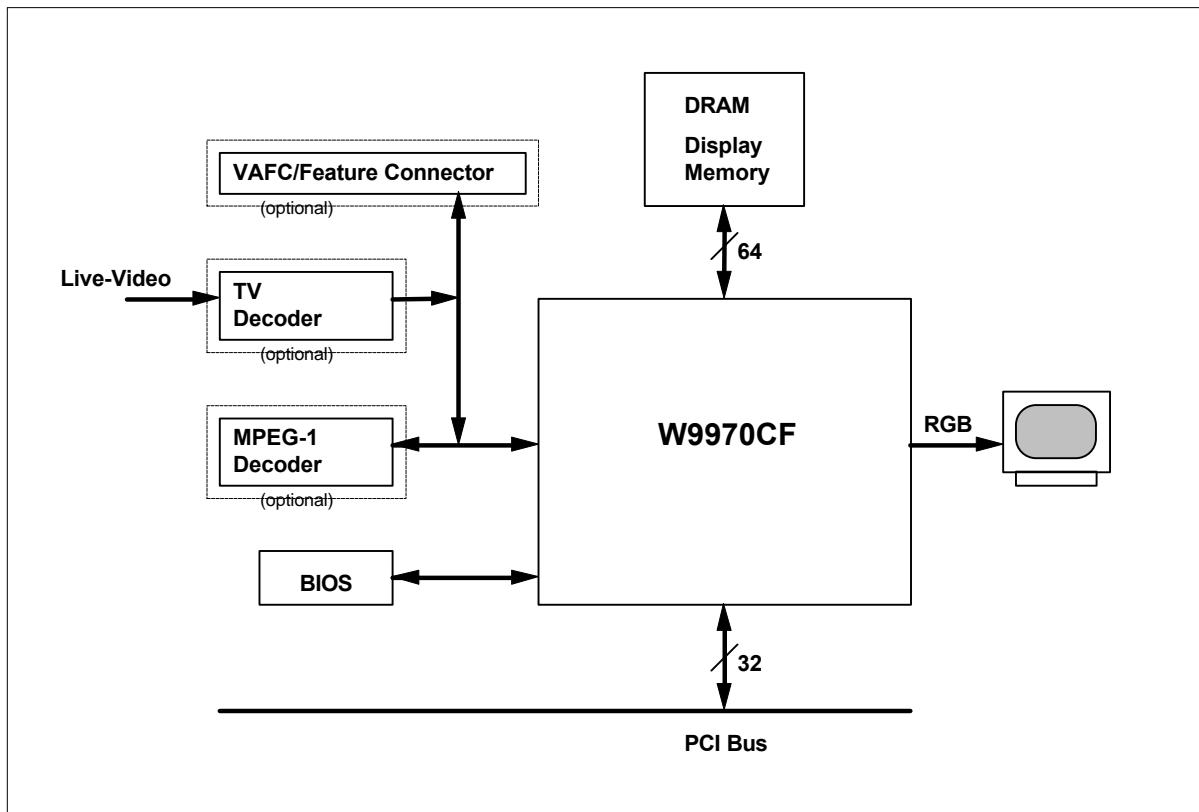 DRAM
Display
Memory
VAFC/Feature Connector
(optional)
64
Live-Video
TV
Decoder
(optional)
MPEG-1
Decoder
(optional)
W9970CF
RGB
BIOS
32
PCI Bus